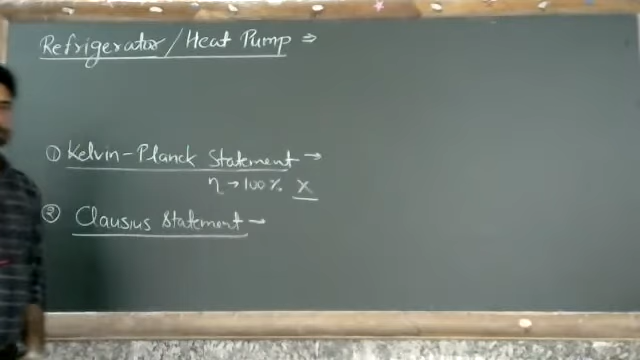 Refrigerator/Heat Pump ⇒
① Kelvin-Planck Statement →
η → 100% X
② Clausius Statement →